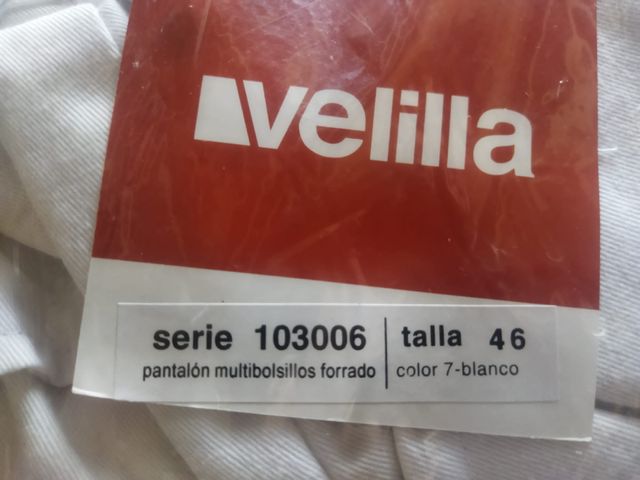 velilla
serie 103006
pantalón multibolsillos forrado
talla 46
color 7-blanco